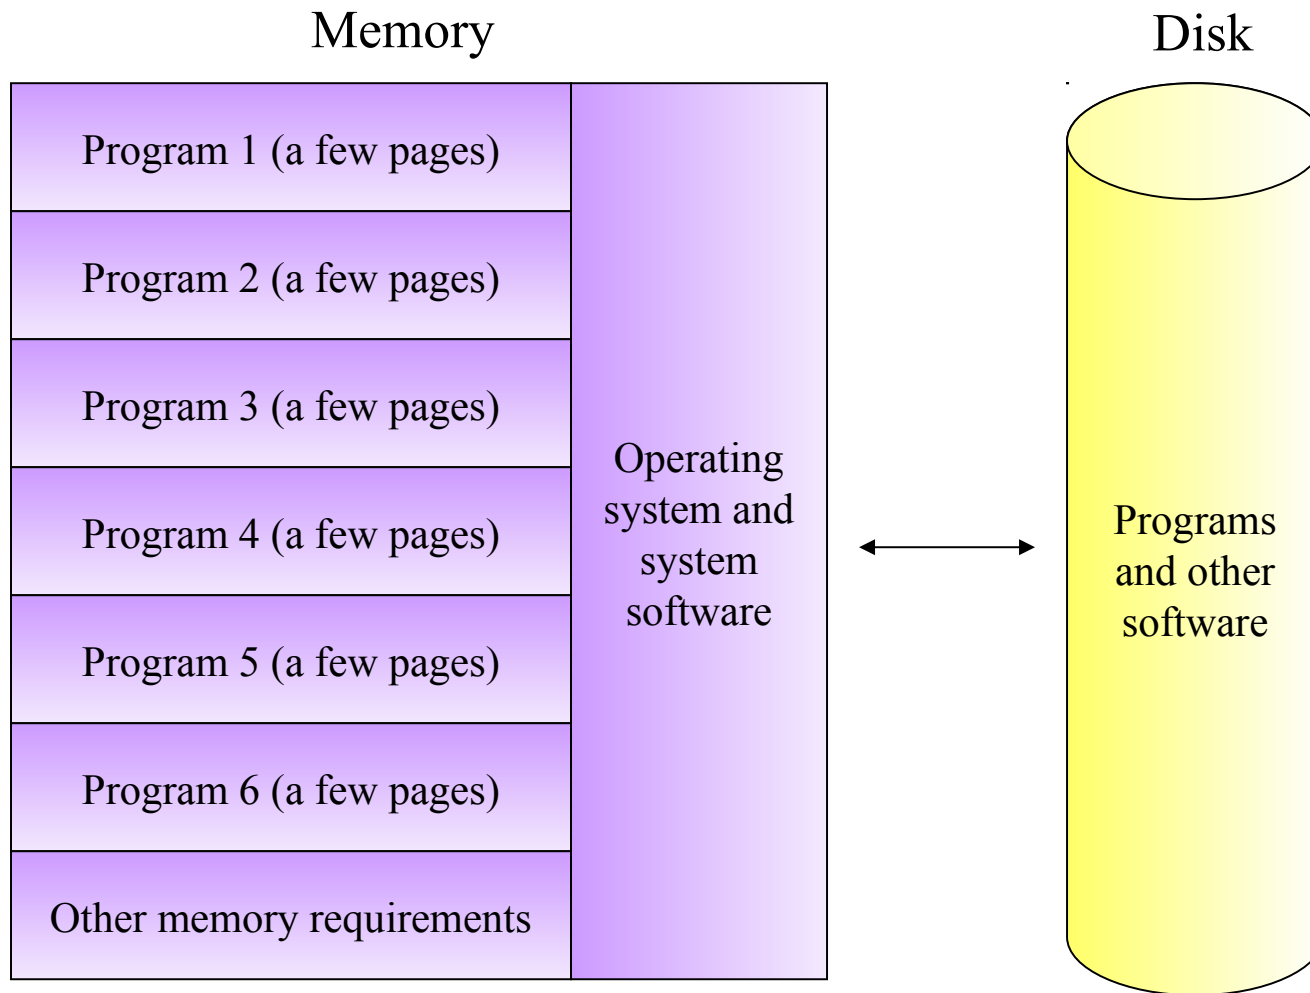 Memory
Disk
Program 1 (a few pages)
Program 2 (a few pages)
Program 3 (a few pages)
Program 4 (a few pages)
Program 5 (a few pages)
Program 6 (a few pages)
Other memory requirements
Operating
system and
system
software
Programs
and other
software